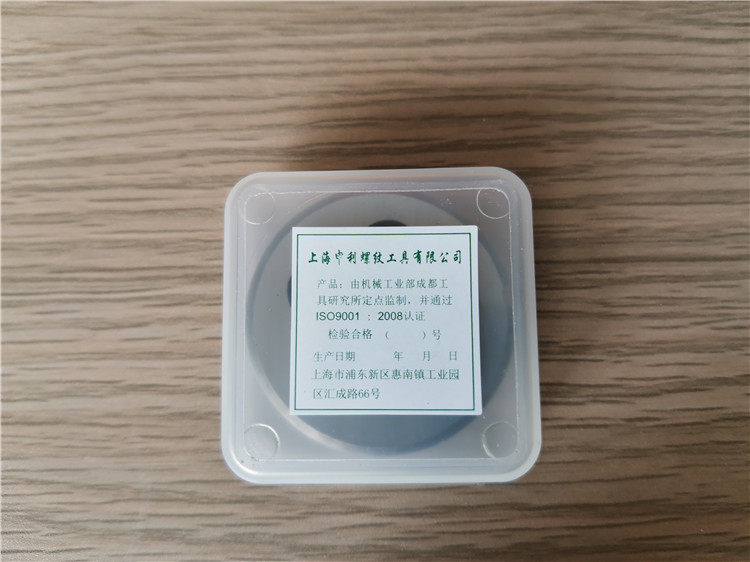 上海中利螺纹工具有限公司
产品：由机械工业部成都工
具研究所定点监制，并通过
ISO9001 : 2008认证
检验合格 （ ）号
生产日期 年 月 日
上海市浦东新区惠南镇工业园
区汇成路66号